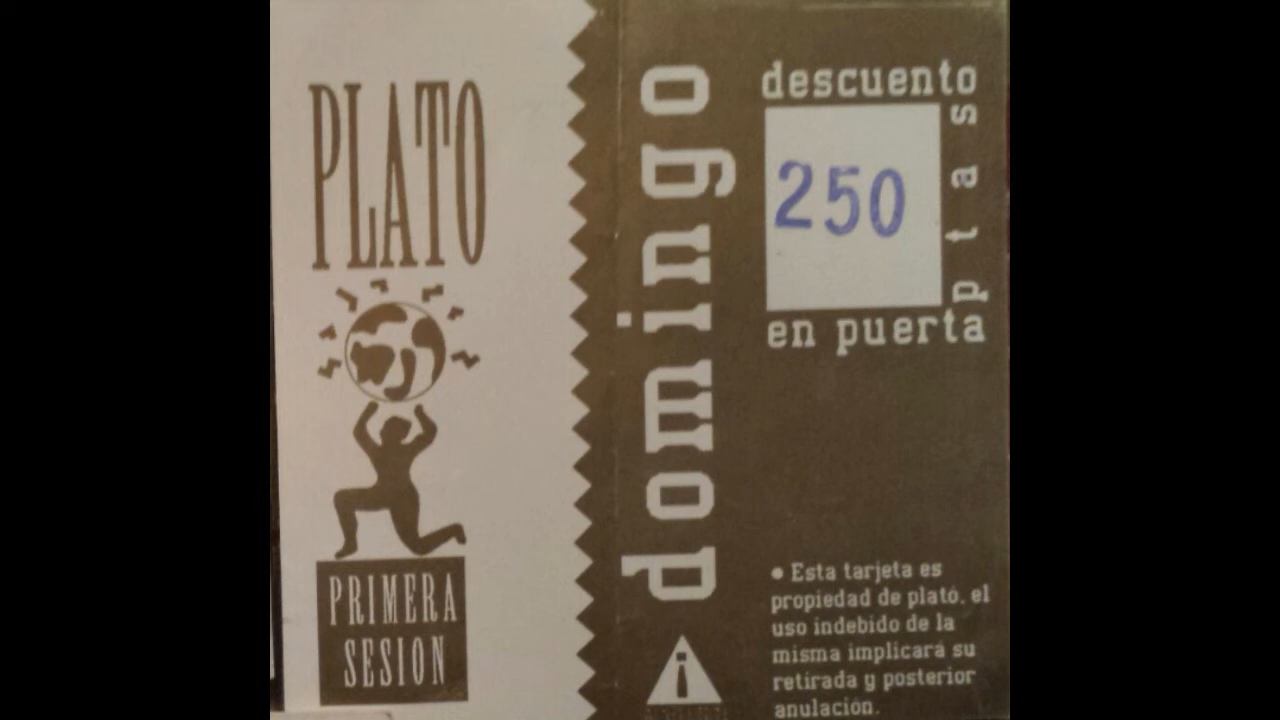 PLATO
PRIMERA
SESION
domingo
descuento
250
ptas
en puerta
• Esta tarjeta es
propiedad de plató, el
uso indebido de la
misma implicará su
retirada y posterior
anulación.